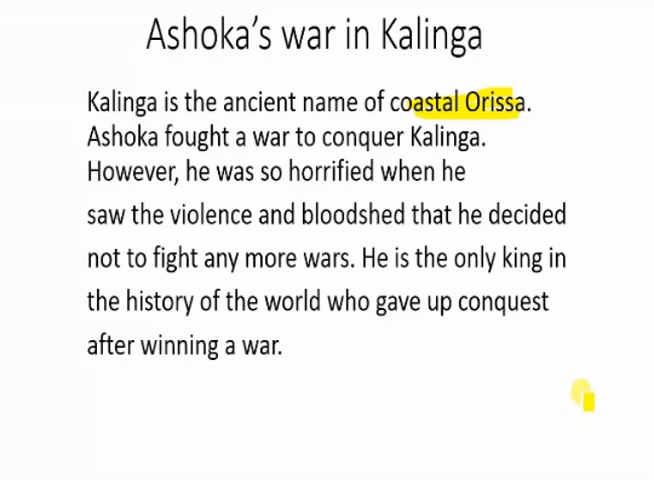 Ashoka's war in Kalinga
Kalinga is the ancient name of coastal Orissa.
Ashoka fought a war to conquer Kalinga.
However, he was so horrified when he
saw the violence and bloodshed that he decided
not to fight any more wars. He is the only king in
the history of the world who gave up conquest
after winning a war.